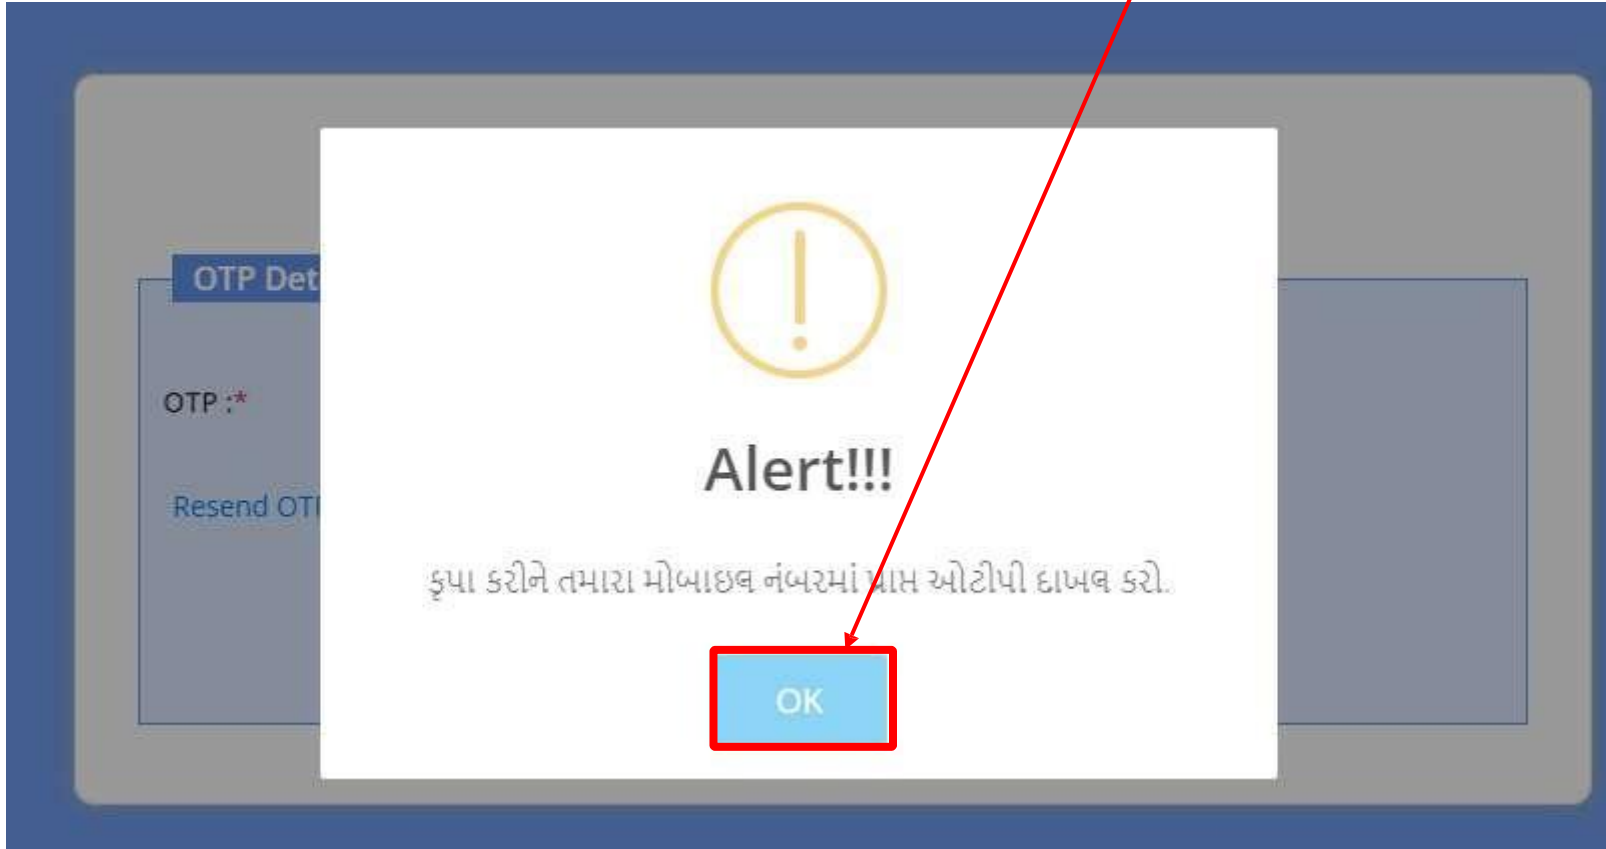 OTP Det
OTP :*
Resend OT
Alert!!!
કૃપા કરીને તમારા મોબાઇલ નંબરમાં પ્રાપ્ત ઓટીપી દાખલ કરો.
OK